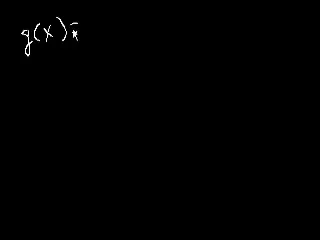 g(x) =